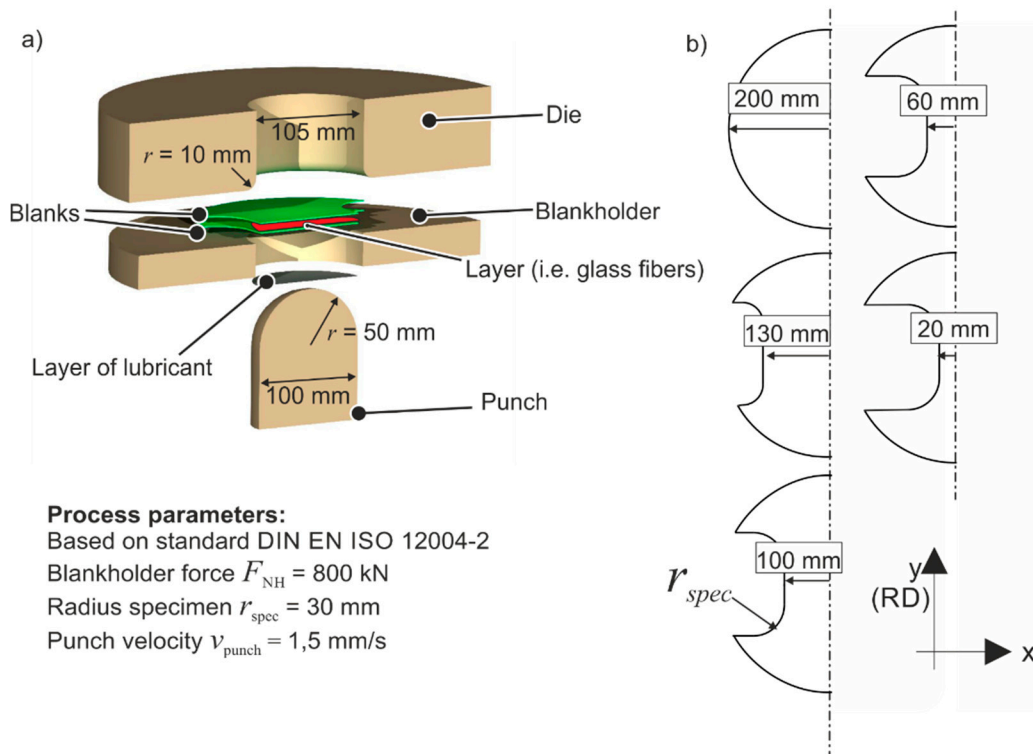 a)
Die
105 mm
r = 10 mm
Blanks
Blankholder
Layer (i.e. glass fibers)
r = 50 mm
Layer of lubricant
100 mm
Punch
Process parameters:
Based on standard DIN EN ISO 12004-2
Blankholder force F_NH = 800 kN
Radius specimen r_spec = 30 mm
Punch velocity v_punch = 1,5 mm/s
b)
200 mm
60 mm
130 mm
20 mm
100 mm
r_spec
y
(RD)
x